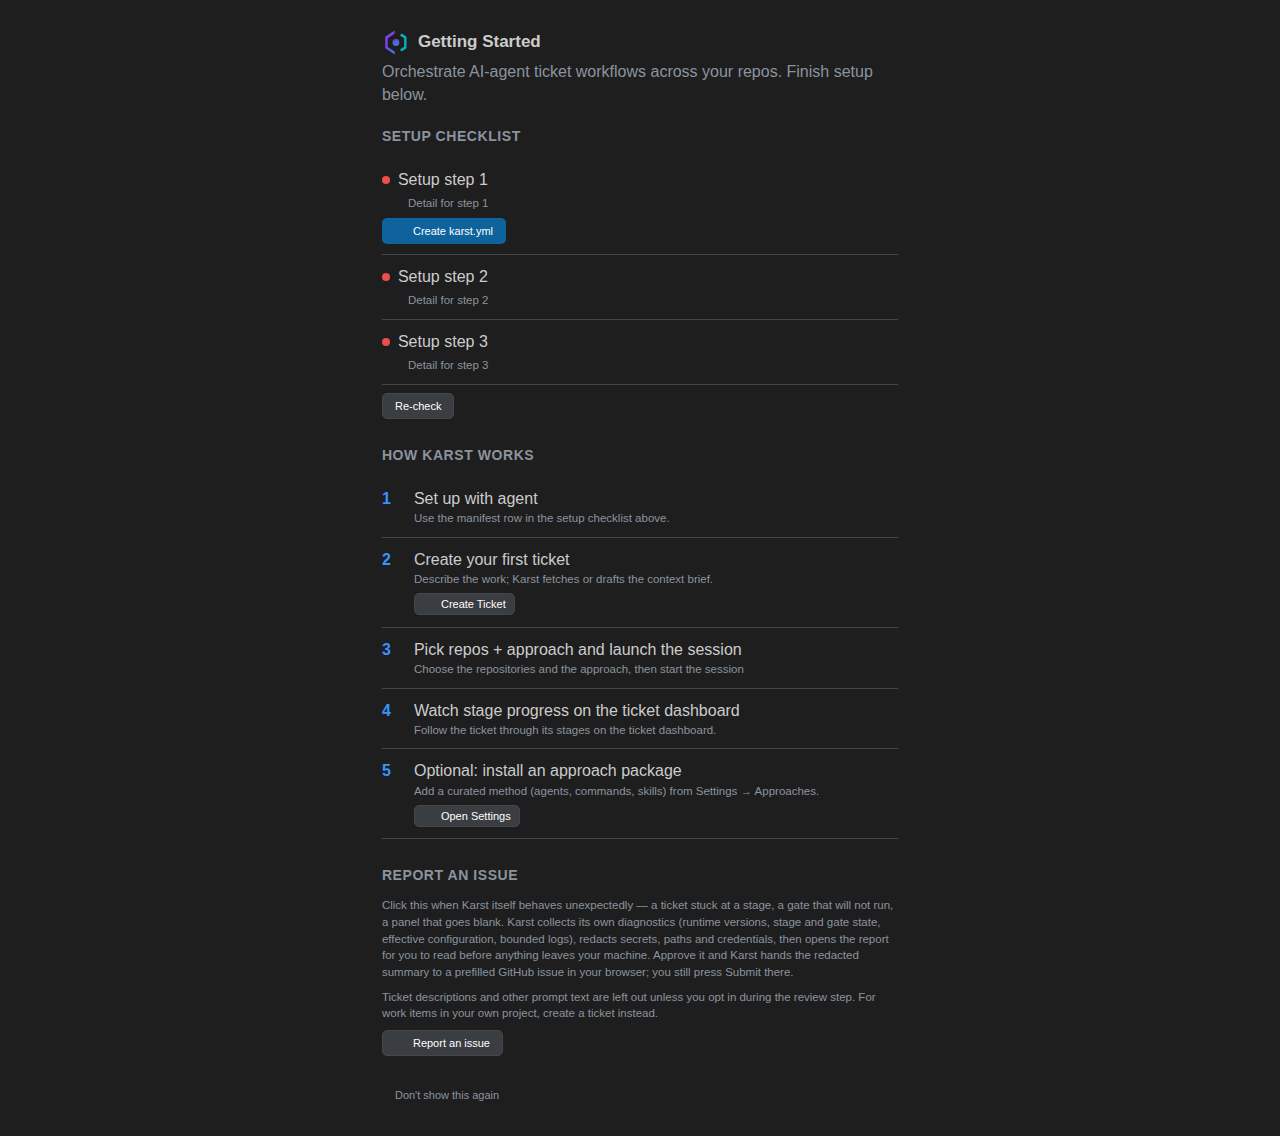 Getting Started
Orchestrate AI-agent ticket workflows across your repos. Finish setup
below.
SETUP CHECKLIST
Setup step 1
Detail for step 1
Create karst.yml
Setup step 2
Detail for step 2
Setup step 3
Detail for step 3
Re-check
HOW KARST WORKS
1 Set up with agent
Use the manifest row in the setup checklist above.
2 Create your first ticket
Describe the work; Karst fetches or drafts the context brief.
Create Ticket
3 Pick repos + approach and launch the session
Choose the repositories and the approach, then start the session
4 Watch stage progress on the ticket dashboard
Follow the ticket through its stages on the ticket dashboard.
5 Optional: install an approach package
Add a curated method (agents, commands, skills) from Settings → Approaches.
Open Settings
REPORT AN ISSUE
Click this when Karst itself behaves unexpectedly — a ticket stuck at a stage, a gate that will not run,
a panel that goes blank. Karst collects its own diagnostics (runtime versions, stage and gate state,
effective configuration, bounded logs), redacts secrets, paths and credentials, then opens the report
for you to read before anything leaves your machine. Approve it and Karst hands the redacted
summary to a prefilled GitHub issue in your browser; you still press Submit there.
Ticket descriptions and other prompt text are left out unless you opt in during the review step. For
work items in your own project, create a ticket instead.
Report an issue
Don't show this again